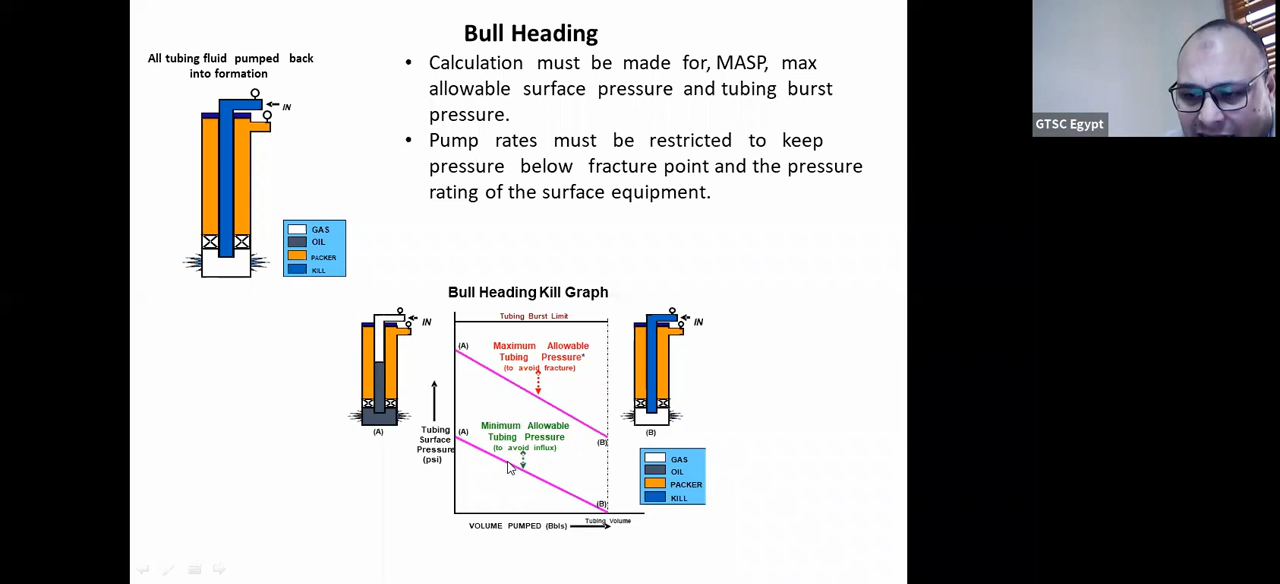 Bull Heading
All tubing fluid pumped back
into formation
IN
GAS
OIL
PACKER
KILL
• Calculation must be made for, MASP, max
allowable surface pressure and tubing burst
pressure.
• Pump rates must be restricted to keep
pressure below fracture point and the pressure
rating of the surface equipment.
GTSC Egypt
Bull Heading Kill Graph
IN
(A)
Tubing
Surface
Pressure
(psi)
Tubing Burst Limit
(A)
Maximum Allowable
Tubing Pressure*
(to avoid fracture)
(B)
(A)
Minimum Allowable
Tubing Pressure
(to avoid influx)
(B)
VOLUME PUMPED (Bbls)
Tubing Volume
IN
(B)
GAS
OIL
PACKER
KILL